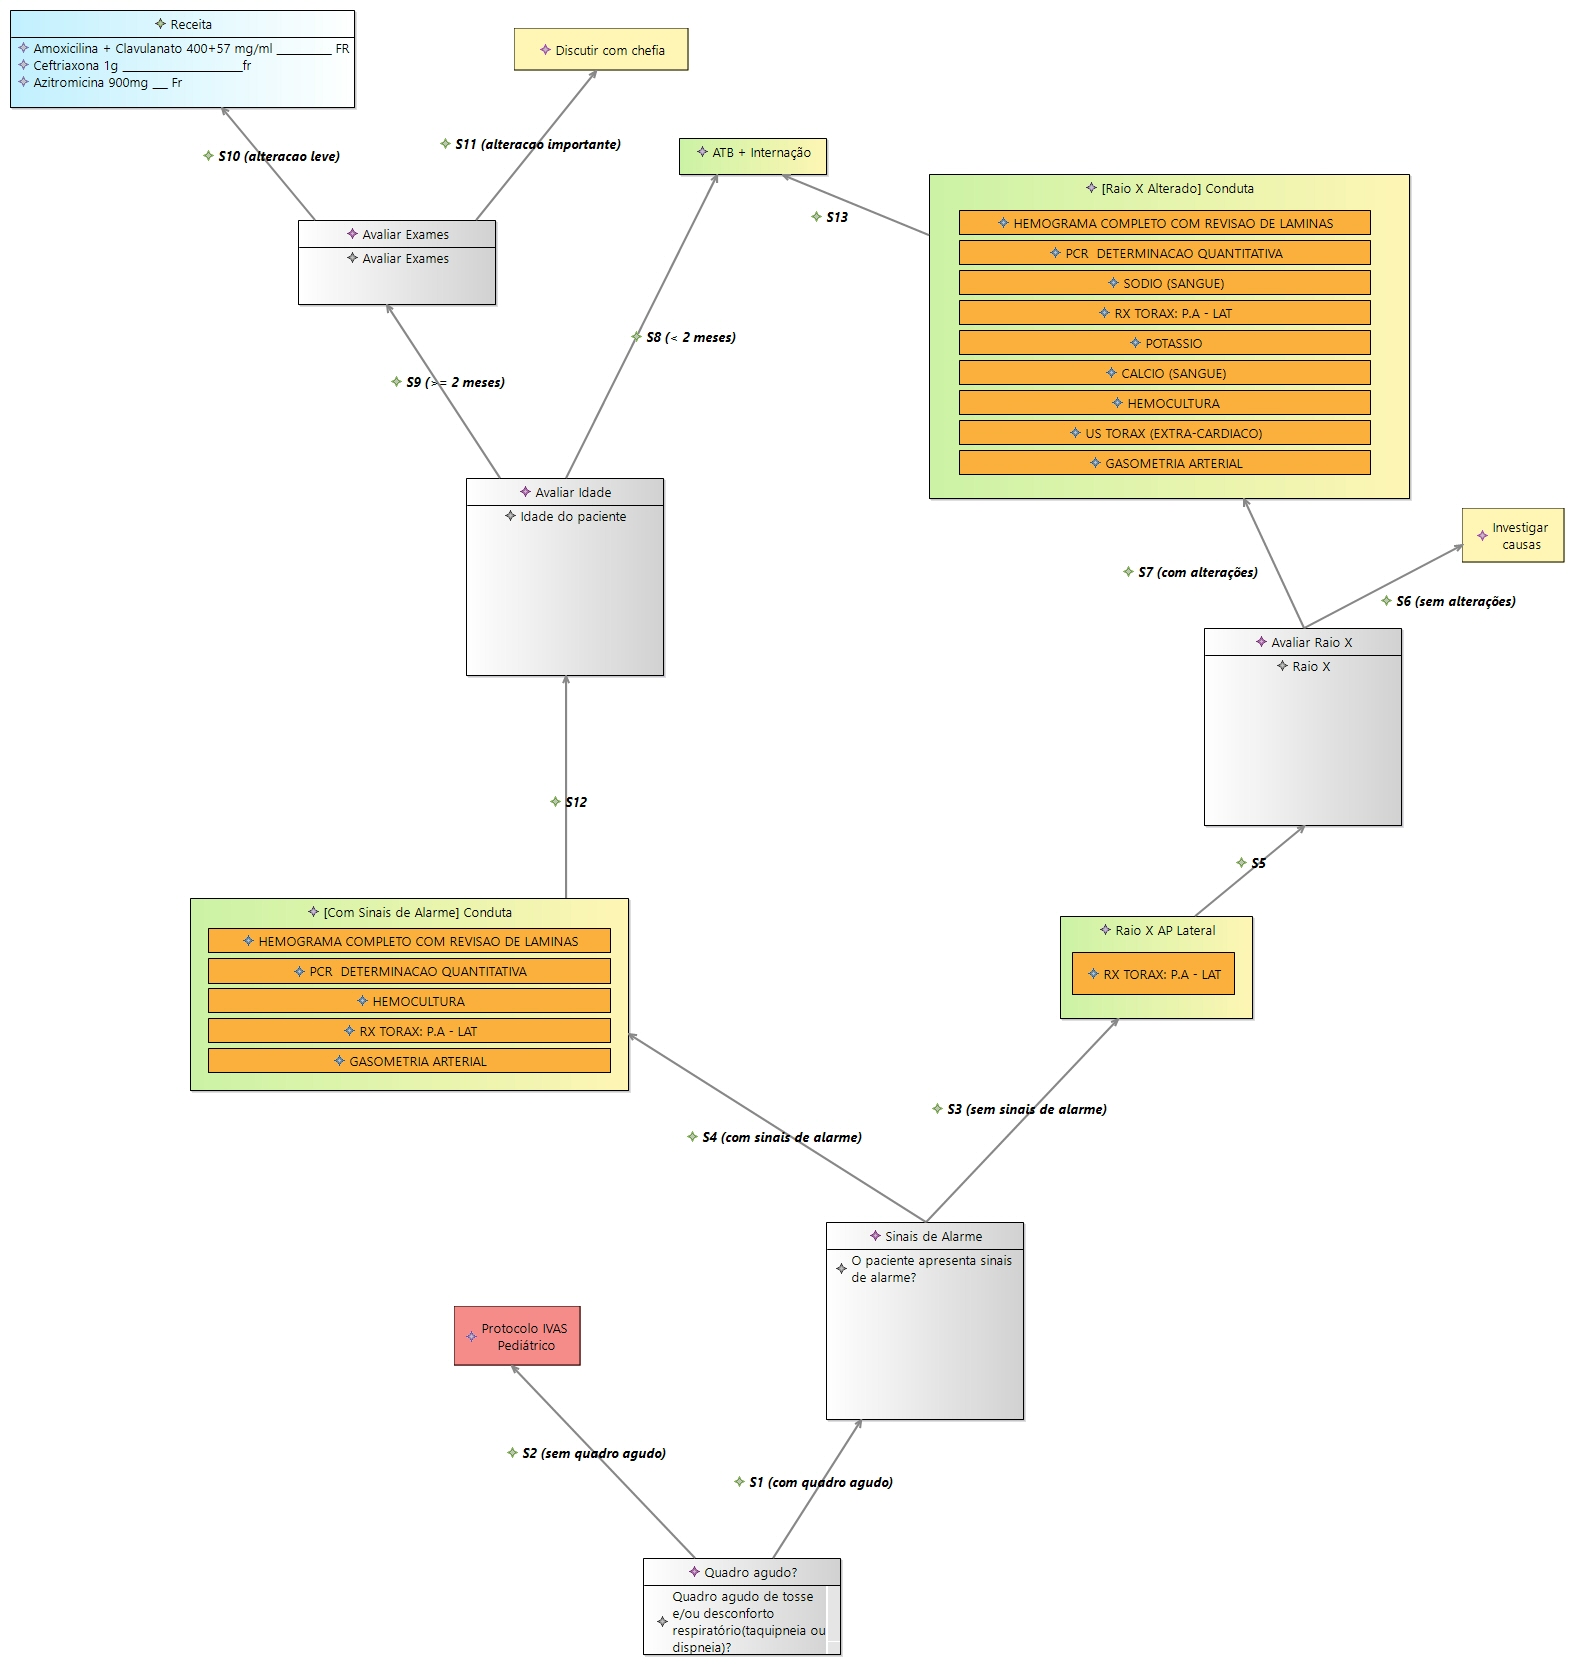 Receita
Amoxicilina + Clavulanato 400+57 mg/ml _________ FR
Ceftriaxona 1g ____________________fr
Azitromicina 900mg __ Fr
Discutir com chefia
S10 (alteracao leve)
S11 (alteracao importante)
ATB + Internação
S13
[Raio X Alterado] Conduta
HEMOGRAMA COMPLETO COM REVISAO DE LAMINAS
PCR  DETERMINACAO QUANTITATIVA
SODIO (SANGUE)
RX TORAX: P.A - LAT
POTASSIO
CALCIO (SANGUE)
HEMOCULTURA
US TORAX (EXTRA-CARDIACO)
GASOMETRIA ARTERIAL
Avaliar Exames
Avaliar Exames
S8 (< 2 meses)
S9 (>= 2 meses)
Avaliar Idade
Idade do paciente
Investigar
causas
S7 (com alterações)
S6 (sem alterações)
Avaliar Raio X
Raio X
S12
S5
[Com Sinais de Alarme] Conduta
HEMOGRAMA COMPLETO COM REVISAO DE LAMINAS
PCR  DETERMINACAO QUANTITATIVA
HEMOCULTURA
RX TORAX: P.A - LAT
GASOMETRIA ARTERIAL
Raio X AP Lateral
RX TORAX: P.A - LAT
S3 (sem sinais de alarme)
S4 (com sinais de alarme)
Sinais de Alarme
O paciente apresenta sinais
de alarme?
Protocolo IVAS
Pediátrico
S2 (sem quadro agudo)
S1 (com quadro agudo)
Quadro agudo?
Quadro agudo de tosse
e/ou desconforto
respiratório(taquipneia ou
dispneia)?